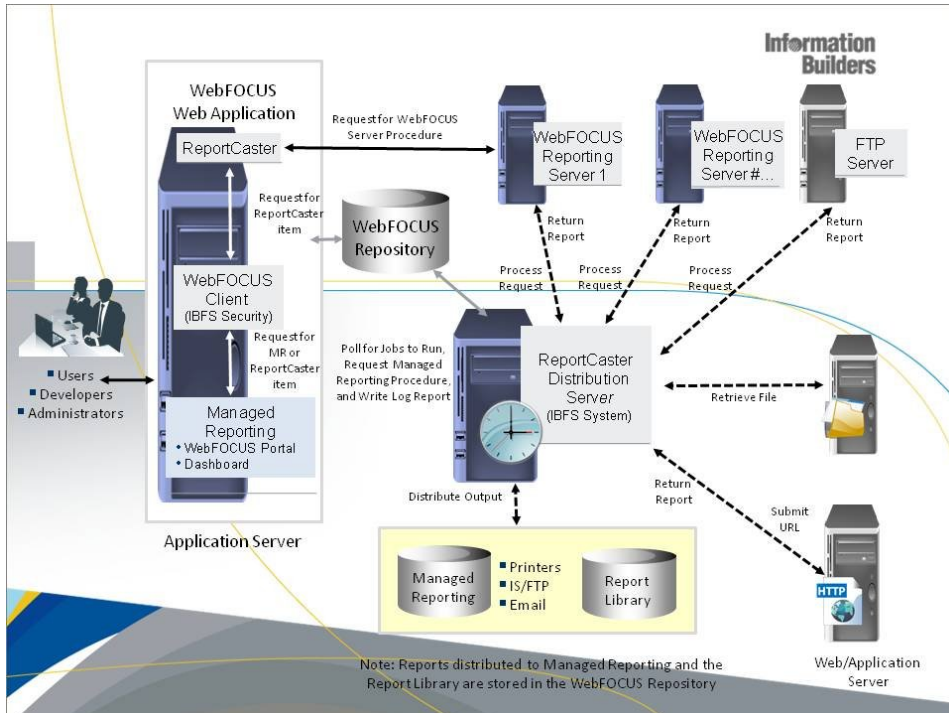 Information
Builders
WebFOCUS
Web Application
ReportCaster
Request for WebFOCUS
Server Procedure
WebFOCUS
Reporting
Server 1
WebFOCUS
Reporting
Server #...
FTP
Server
Request for
ReportCaster
item
WebFOCUS
Repository
Return
Report
Return
Report
Return
Report
Process
Request
Process
Request
Process
Request
WebFOCUS
Client
(IBFS Security)
Request for
MR or
ReportCaster
item
Users
Developers
Administrators
Managed
Reporting
• WebFOCUS Portal
• Dashboard
Application Server
Poll for Jobs to Run,
Request Managed
Reporting Procedure,
and Write Log Report
ReportCaster
Distribution
Server
(IBFS System)
Retrieve File
Distribute Output
Return
Report
Submit
URL
Managed
Reporting
Printers
IS/FTP
Email
Report
Library
HTTP
Web/Application
Server
Note: Reports distributed to Managed Reporting and the
Report Library are stored in the WebFOCUS Repository